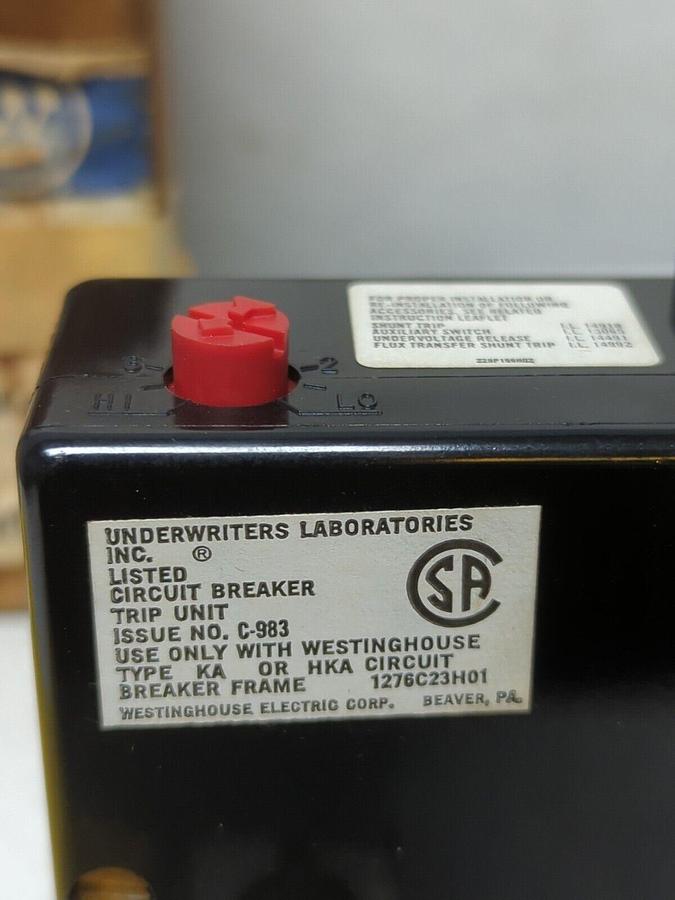 FOR PROPER INSTALLATION OR
RE-INSTALLATION OF FOLLOWING
ACCESSORIES, SEE RELATED
INSTRUCTION LEAFLET
SHUNT TRIP I.L.
AUXILIARY SWITCH I.L.
UNDERVOLTAGE RELEASE I.L. 14491
FLUX TRANSFER SHUNT TRIP I.L. 14992
3 2
HI LO
UNDERWRITERS LABORATORIES
INC. ®
LISTED
CIRCUIT BREAKER
TRIP UNIT
ISSUE NO. C-983
USE ONLY WITH WESTINGHOUSE
TYPE KA OR HKA CIRCUIT
BREAKER FRAME 1276C23H01
WESTINGHOUSE ELECTRIC CORP. BEAVER, PA.
SA